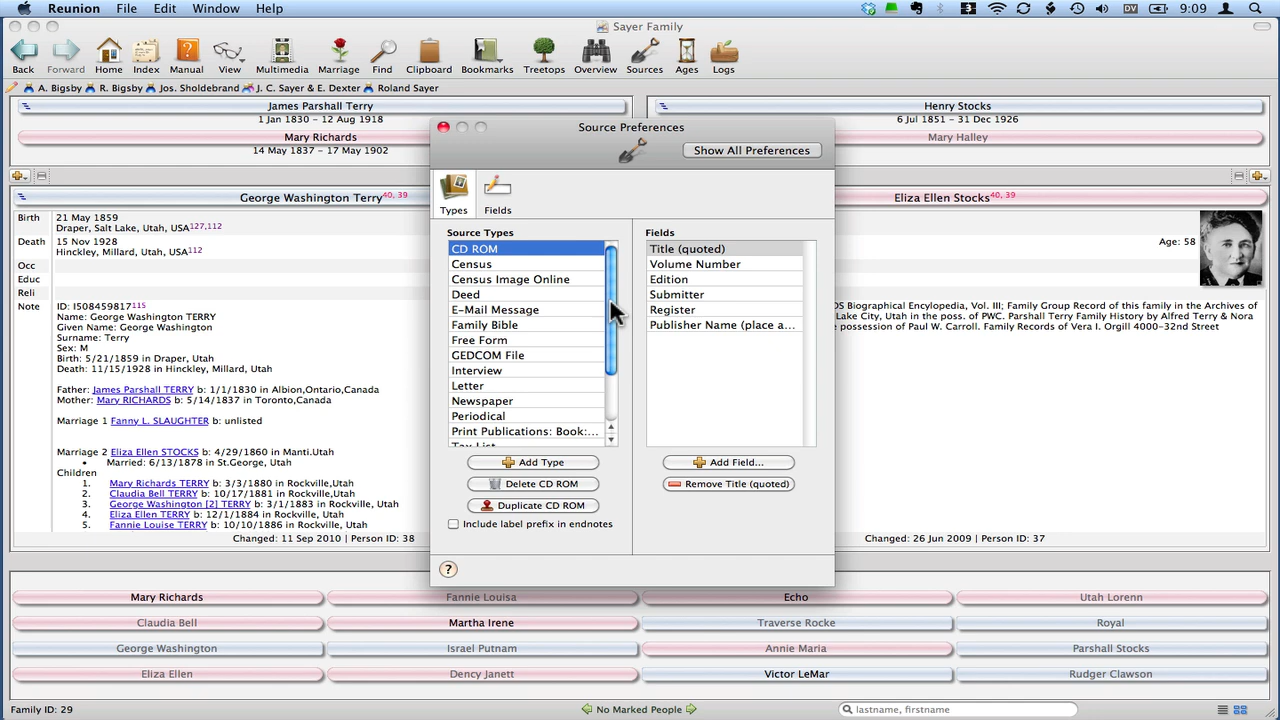 Reunion File Edit Window Help
DV 9:09
Sayer Family
Back Forward Home Index Manual View Multimedia Marriage Find Clipboard Bookmarks Treetops Overview Sources Ages Logs
A. Bigsby R. Bigsby Jos. Sholdebrand J. C. Sayer & E. Dexter Roland Sayer
James Parshall Terry
1 Jan 1830 – 12 Aug 1918
Mary Richards
14 May 1837 – 17 May 1902
Henry Stocks
6 Jul 1851 – 31 Dec 1926
Mary Halley
George Washington Terry 40, 39
Birth 21 May 1859
Draper, Salt Lake, Utah, USA 127,112
Death 15 Nov 1928
Hinckley, Millard, Utah, USA 112
Occ
Educ
Reli
Note ID: I508459817 115
Name: George Washington TERRY
Given Name: George Washington
Surname: Terry
Sex: M
Birth: 5/21/1859 in Draper, Utah
Death: 11/15/1928 in Hinckley, Millard, Utah
Father: James Parshall TERRY b: 1/1/1830 in Albion,Ontario,Canada
Mother: Mary RICHARDS b: 5/14/1837 in Toronto,Canada
Marriage 1 Fanny L. SLAUGHTER b: unlisted
Marriage 2 Eliza Ellen STOCKS b: 4/29/1860 in Manti.Utah
• Married: 6/13/1878 in St.George, Utah
Children
1. Mary Richards TERRY b: 3/3/1880 in Rockville,Utah
2. Claudia Bell TERRY b: 10/17/1881 in Rockville,Utah
3. George Washington [2] TERRY b: 3/1/1883 in Rockville,Utah
4. Eliza Ellen TERRY b: 12/1/1884 in Rockville, Utah
5. Fannie Louise TERRY b: 10/10/1886 in Rockville, Utah
Changed: 11 Sep 2010 | Person ID: 38
Source Preferences
Show All Preferences
Types Fields
Source Types
CD ROM
Census
Census Image Online
Deed
E-Mail Message
Family Bible
Free Form
GEDCOM File
Interview
Letter
Newspaper
Periodical
Print Publications: Book:...
Tax List
Add Type
Delete CD ROM
Duplicate CD ROM
Include label prefix in endnotes
Fields
Title (quoted)
Volume Number
Edition
Submitter
Register
Publisher Name (place a...
Add Field...
Remove Title (quoted)
?
Eliza Ellen Stocks 40, 39
Age: 58
OS Biographical Encylopedia, Vol. III; Family Group Record of this family in the Archives of
Lake City, Utah in the poss. of PWC. Parshall Terry Family History by Alfred Terry & Nora
possession of Paul W. Carroll. Family Records of Vera I. Orgill 4000-32nd Street
Changed: 26 Jun 2009 | Person ID: 37
Mary Richards Fannie Louisa Echo Utah Lorenn
Claudia Bell Martha Irene Traverse Rocke Royal
George Washington Israel Putnam Annie Maria Parshall Stocks
Eliza Ellen Dency Janett Victor LeMar Rudger Clawson
Family ID: 29 No Marked People lastname, firstname